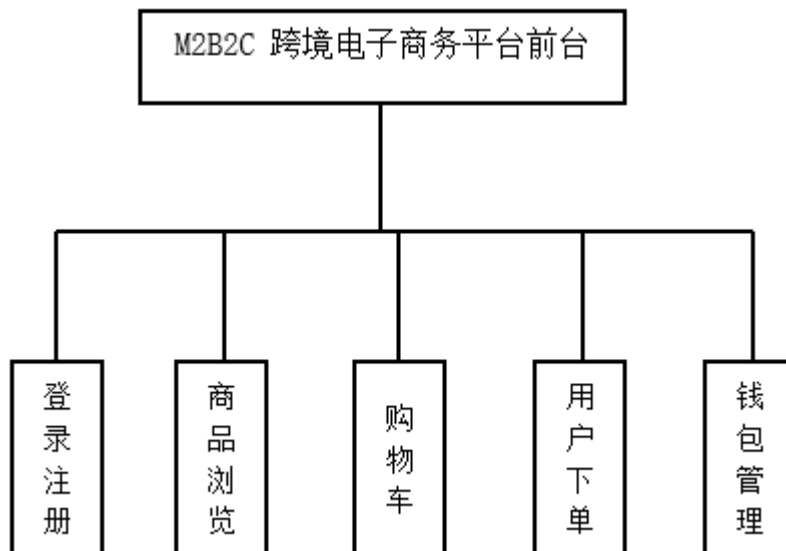 M2B2C 跨境电子商务平台前台
登录注册
商品浏览
购物车
用户下单
钱包管理